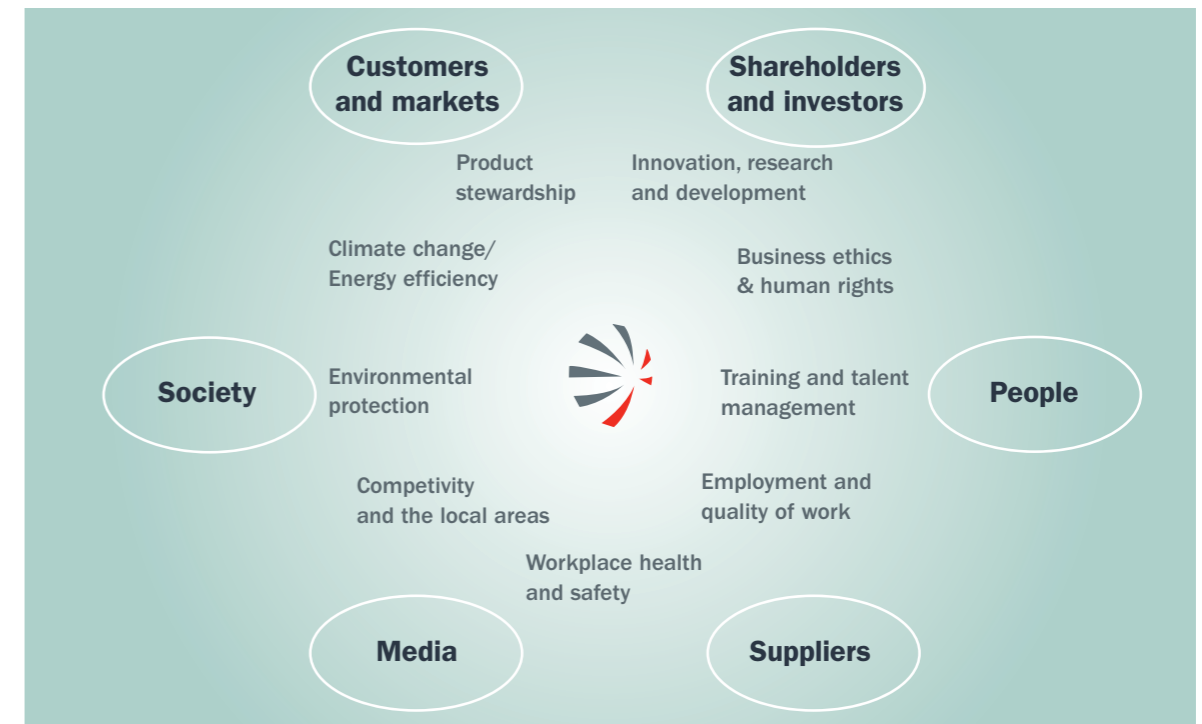 Customers
and markets
Shareholders
and investors
Product
stewardship
Innovation, research
and development
Climate change/
Energy efficiency
Business ethics
& human rights
Society
Environmental
protection
Training and talent
management
People
Competivity
and the local areas
Employment and
quality of work
Workplace health
and safety
Media
Suppliers